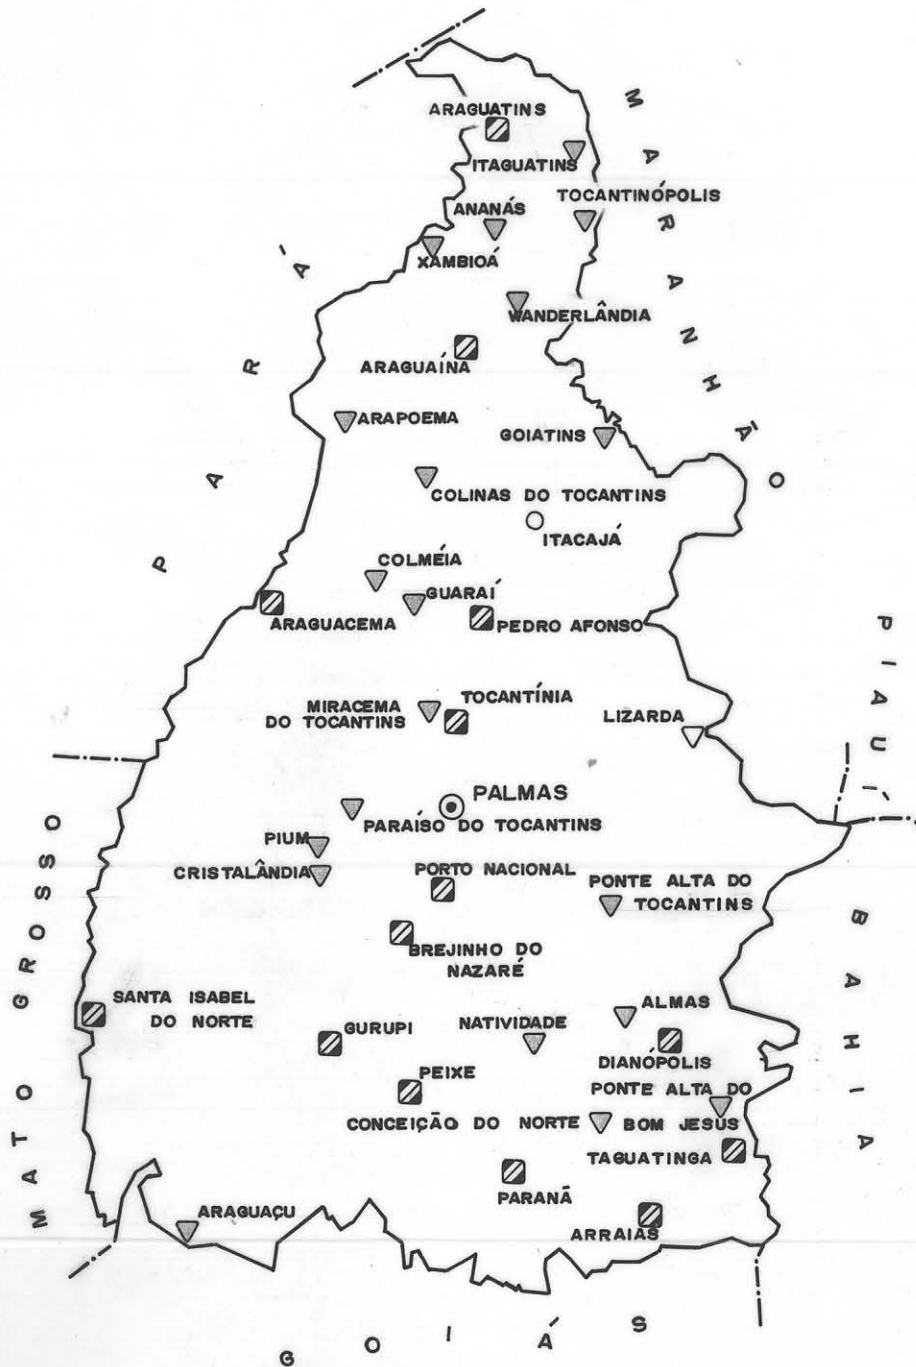 ARAGUATINS
ITAGUATINS
TOCANTINÓPOLIS
ANANÁS
XAMBIOÁ
WANDERLÂNDIA
ARAGUAÍNA
ARAPOEMA
GOIATINS
COLINAS DO TOCANTINS
ITACAJÁ
COLMÉIA
GUARAÍ
ARAGUACEMA
PEDRO AFONSO
TOCANTÍNIA
MIRACEMA
DO TOCANTINS
LIZARDA
PALMAS
PARAÍSO DO TOCANTINS
PIUM
CRISTALÂNDIA
PORTO NACIONAL
PONTE ALTA DO
TOCANTINS
BREJINHO DO
NAZARÉ
SANTA ISABEL
DO NORTE
GURUPI
NATIVIDADE
ALMAS
DIANÓPOLIS
PEIXE
PONTE ALTA DO
BOM JESUS
CONCEIÇÃO DO NORTE
TAGUATINGA
PARANÃ
ARAGUAÇU
ARRAIAS
MARANHÃO
PARÁ
PIAUÍ
MATO GROSSO
BAHIA
GOIÁS